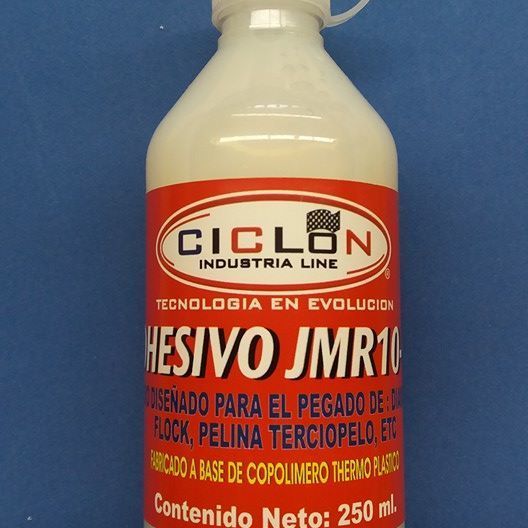 CICLON
INDUSTRIA LINE
®
TECNOLOGIA EN EVOLUCION
HESIVO JMR10-
DISEÑADO PARA EL PEGADO DE :
FLOCK, PELINA TERCIOPELO, ETC
FABRICADO A BASE DE COPOLIMERO THERMO PLASTICO
Contenido Neto: 250 ml.